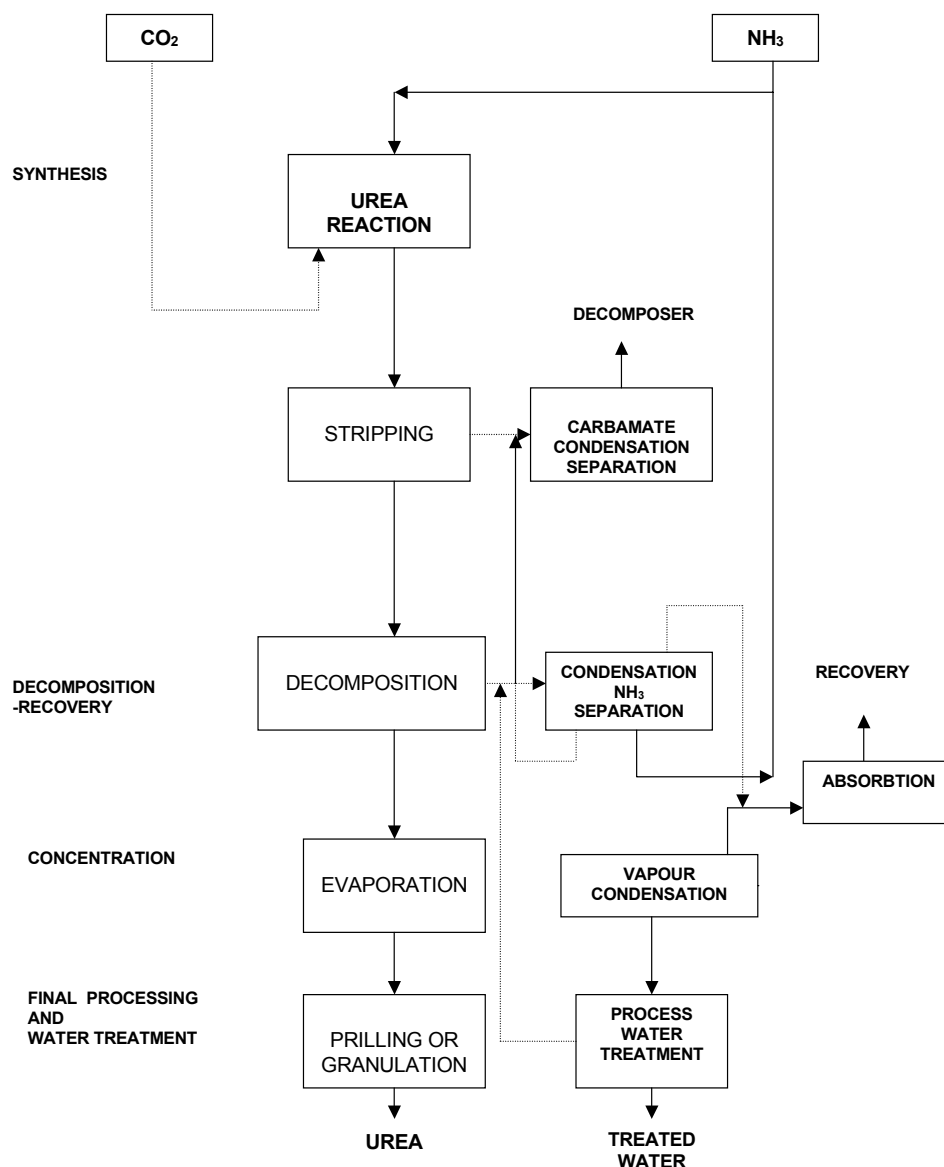 CO₂
NH₃
SYNTHESIS
UREA
REACTION
DECOMPOSER
STRIPPING
CARBAMATE
CONDENSATION
SEPARATION
DECOMPOSITION
-RECOVERY
DECOMPOSITION
CONDENSATION
NH₃
SEPARATION
RECOVERY
ABSORBTION
CONCENTRATION
EVAPORATION
VAPOUR
CONDENSATION
FINAL PROCESSING
AND
WATER TREATMENT
PRILLING OR
GRANULATION
PROCESS
WATER
TREATMENT
UREA
TREATED
WATER